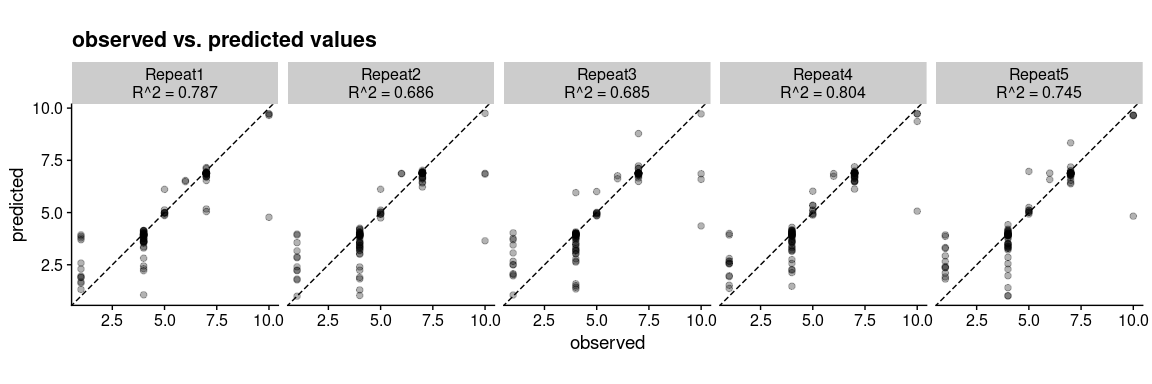 observed vs. predicted values
Repeat1
R^2 = 0.787
Repeat2
R^2 = 0.686
Repeat3
R^2 = 0.685
Repeat4
R^2 = 0.804
Repeat5
R^2 = 0.745
predicted
10.0
7.5
5.0
2.5
2.5 5.0 7.5 10.0 2.5 5.0 7.5 10.0 2.5 5.0 7.5 10.0 2.5 5.0 7.5 10.0 2.5 5.0 7.5 10.0
observed